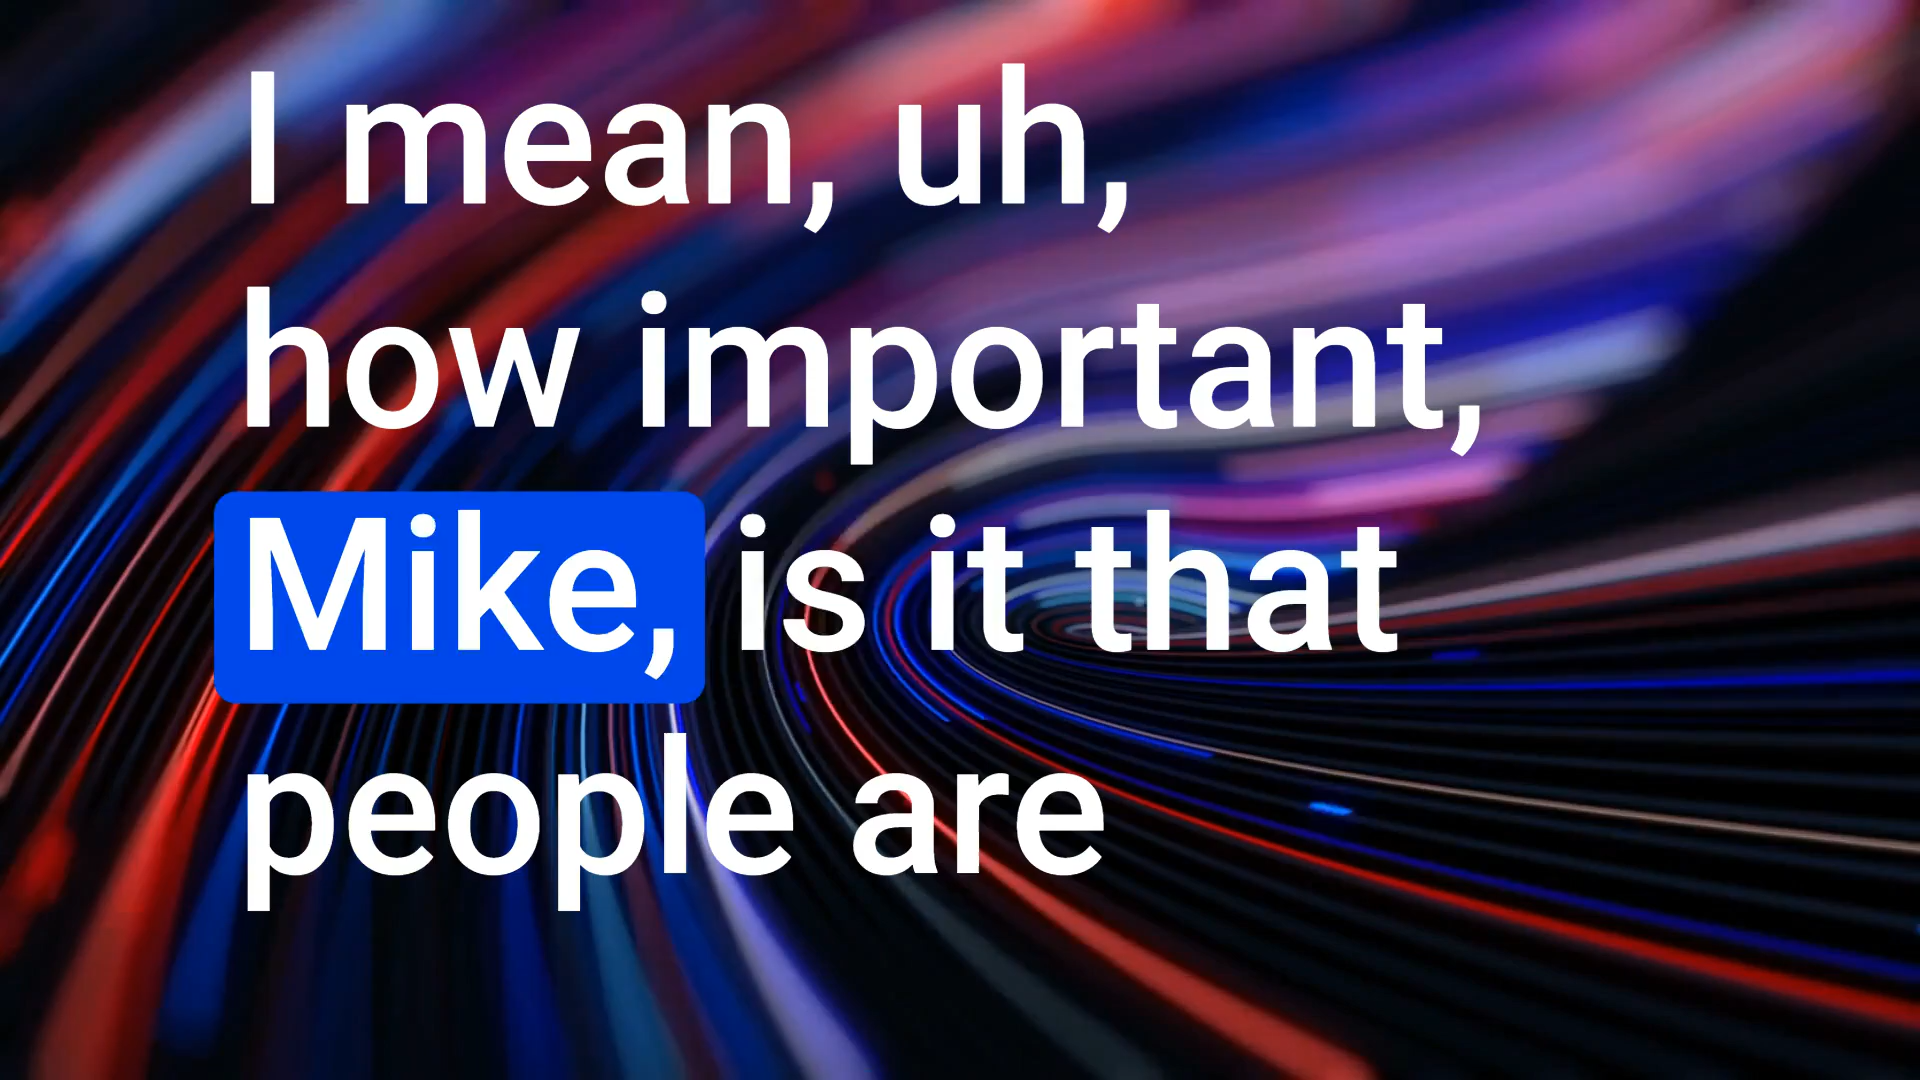 I mean, uh,
how important,
Mike, is it that
people are